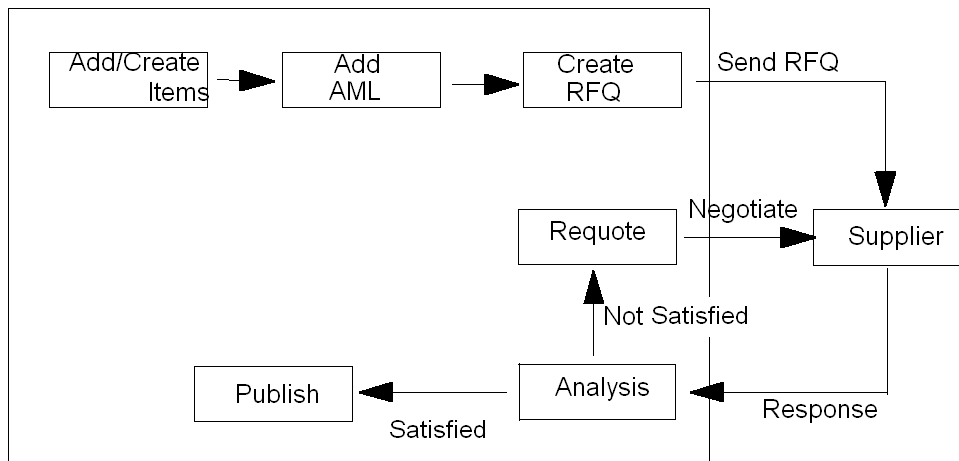 Add/Create
Items
Add
AML
Create
RFQ
Send RFQ
Requote
Negotiate
Supplier
Not Satisfied
Publish
Satisfied
Analysis
Response